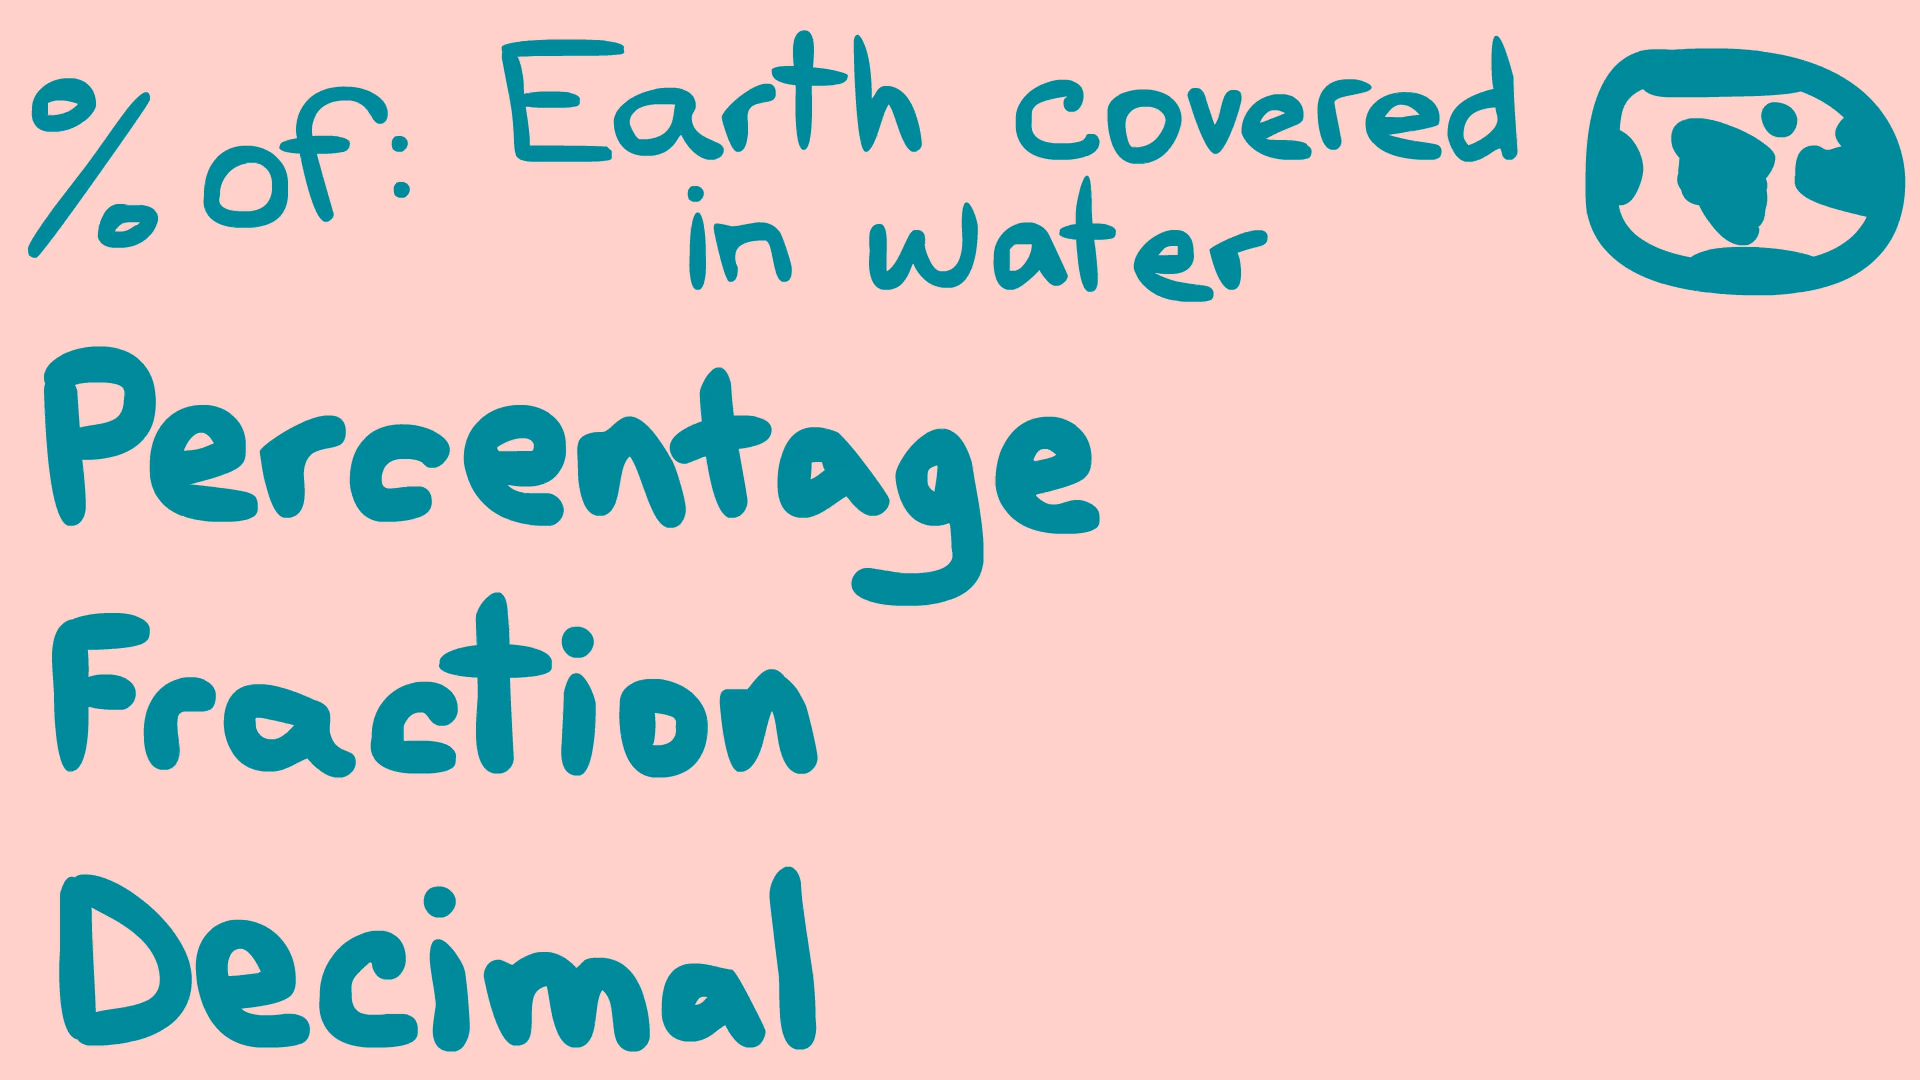 % of: Earth covered
in water
Percentage
Fraction
Decimal